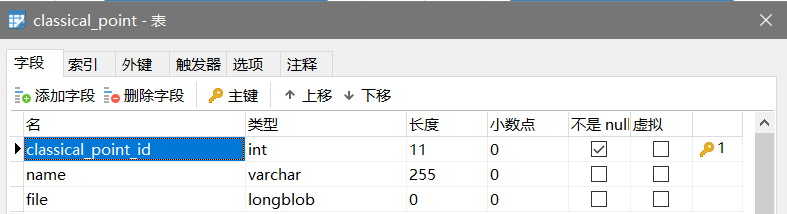 classical_point - 表
字段 索引 外键 触发器 选项 注释
添加字段 删除字段 主键 上移 下移
名 类型 长度 小数点 不是 null 虚拟
classical_point_id int 11 0 1
name varchar 255 0
file longblob 0 0